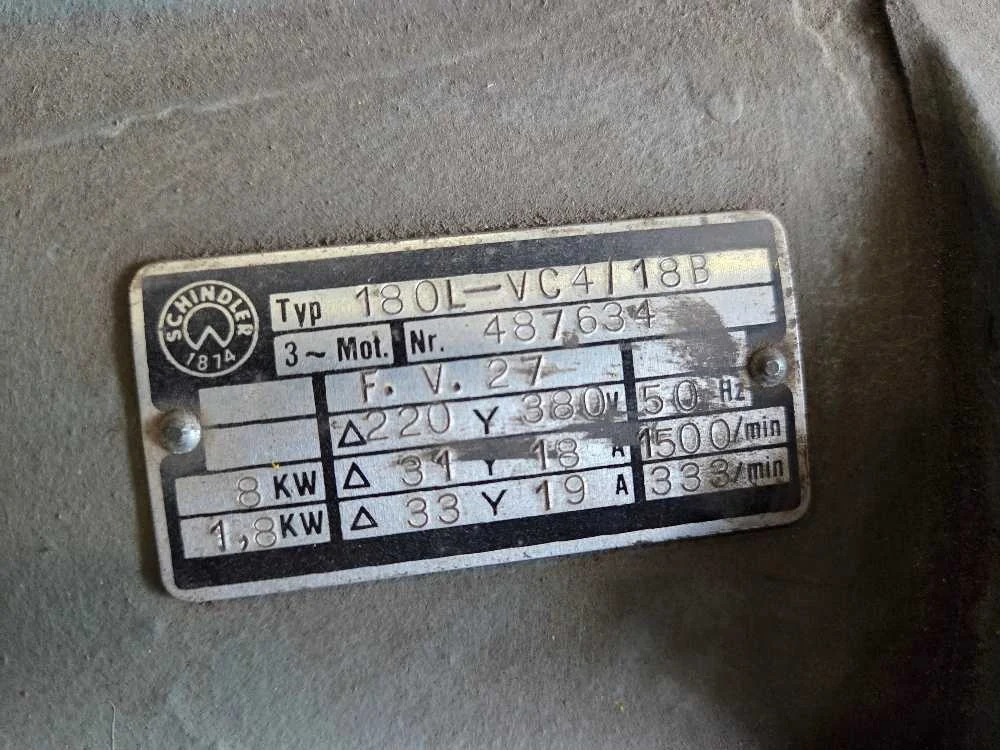 SCHINDLER
1874
Typ 180L-VC4/18B
3~ Mot. Nr. 487634
F. V. 27
△ 220 Y 380 V 50 Hz
8 KW △ 31 Y 18 A 1500/min
1,8 KW △ 33 Y 19 A 333/min